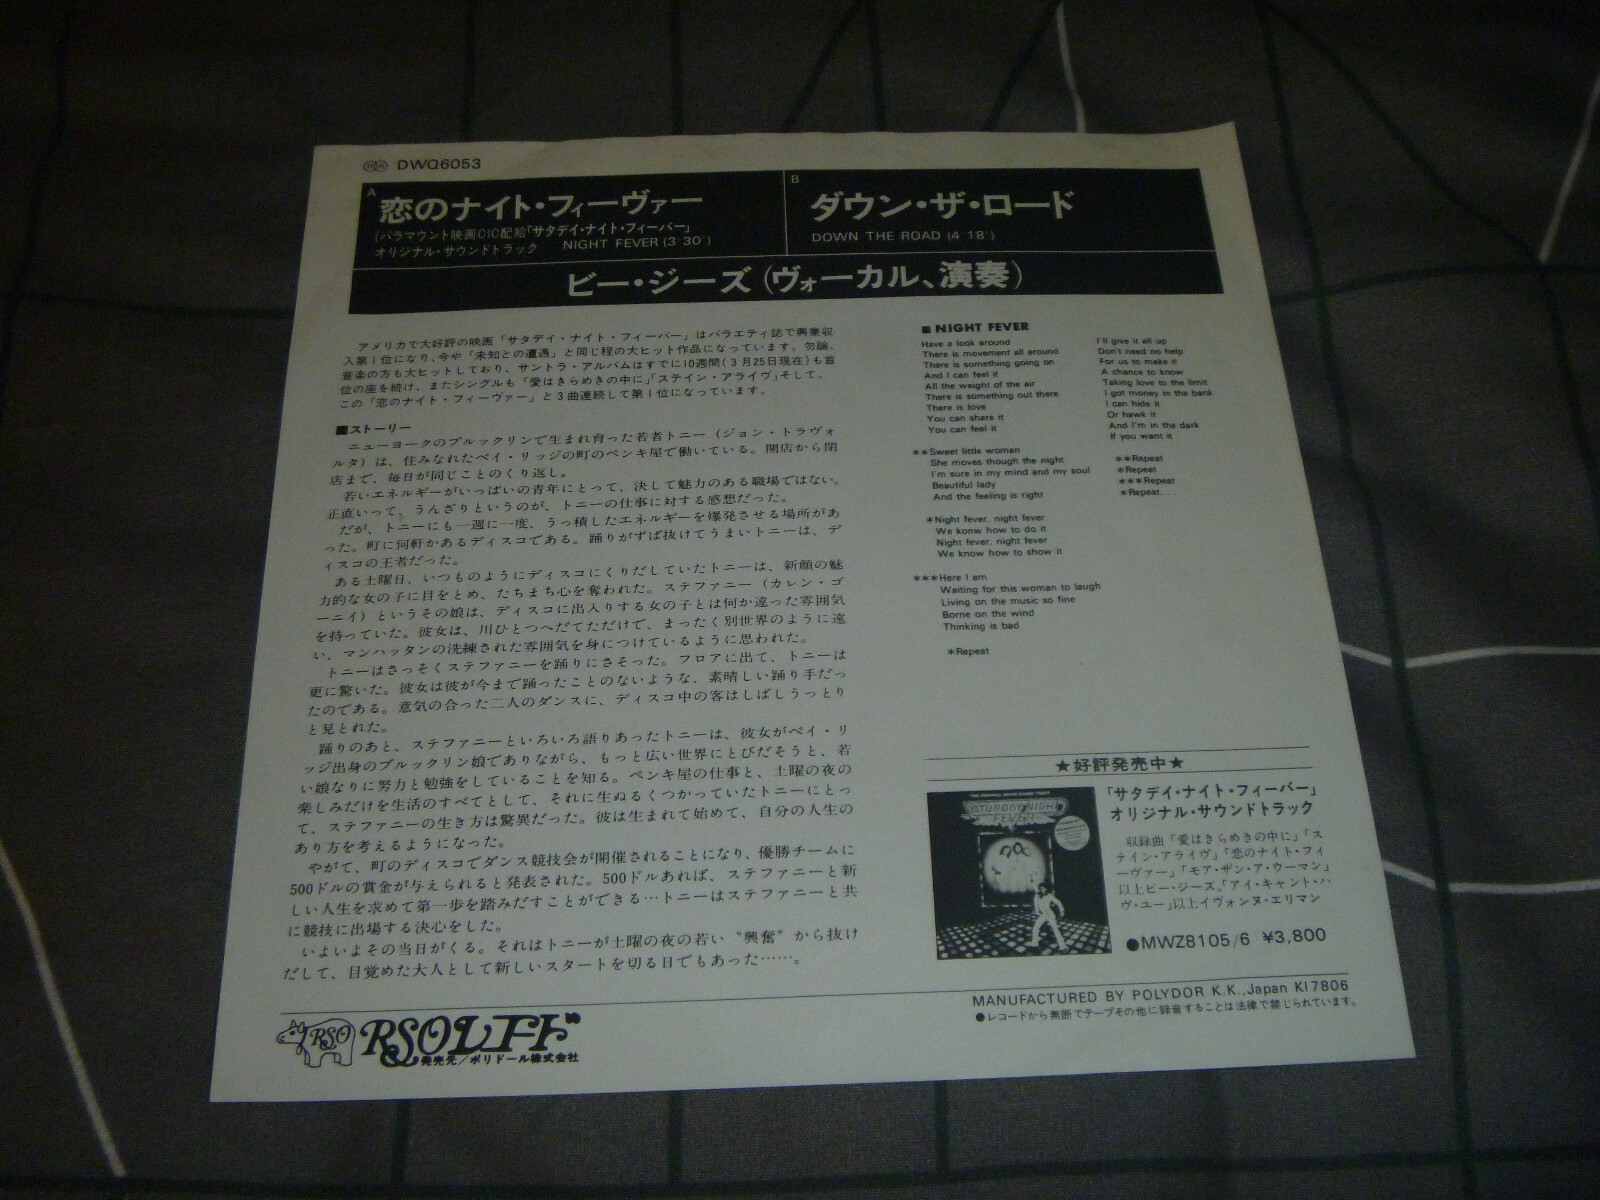 DWQ6053
A
恋のナイト・フィーヴァー
(パラマウント映画CIC配給「サタデイ・ナイト・フィーバー」
オリジナル・サウンドトラック NIGHT FEVER (3′30″)
B
ダウン・ザ・ロード
DOWN THE ROAD (4′18″)
ビー・ジーズ(ヴォーカル、演奏)
アメリカで大好評の映画「サタデイ・ナイト・フィーバー」はバラエティ誌で興業収
入第1位になり、今や「未知との遭遇」と同じ程の大ヒット作品になっています。勿論、
音楽の方も大ヒットしており、サントラ・アルバムはすでに10週間(3月25日現在)も首
位の座を続け、またシングルも「愛はきらめきの中に」「ステイン・アライヴ」そして、
この「恋のナイト・フィーヴァー」と3曲連続して第1位になっています。
■ストーリー
ニューヨークのブルックリンで生まれ育った若者トニー(ジョン・トラヴォ
ルタ)は、住みなれたベイ・リッジの町のペンキ屋で働いている。開店から閉
店まで、毎日が同じことのくり返し。
若いエネルギーがいっぱいの青年にとって、決して魅力のある職場ではない。
正直いって、うんざりというのが、トニーの仕事に対する感想だった。
だが、トニーにも一週に一度、うっ積したエネルギーを爆発させる場所があ
った。町に何軒かあるディスコである。踊りがずば抜けてうまいトニーは、デ
ィスコの王者だった。
ある土曜日、いつものようにディスコにくりだしていたトニーは、新顔の魅
力的な女の子に目をとめ、たちまち心を奪われた。ステファニー(カレン・ゴ
ーニイ)というその娘は、ディスコに出入りする女の子とは何か違った雰囲気
を持っていた。彼女は、川ひとつへだてただけで、まったく別世界のように遠
い、マンハッタンの洗練された雰囲気を身につけているように思われた。
トニーはさっそくステファニーを踊りにさそった。フロアに出て、トニーは
更に驚いた。彼女は彼が今まで踊ったことのないような、素晴しい踊り手だっ
たのである。意気の合った二人のダンスに、ディスコ中の客はしばしうっとり
と見とれた。
踊りのあと、ステファニーといろいろ語りあったトニーは、彼女がベイ・リ
ッジ出身のブルックリン娘でありながら、もっと広い世界にとびだそうと、若
い娘なりに努力と勉強をしていることを知る。ペンキ屋の仕事と、土曜の夜の
楽しみだけを生活のすべてとして、それに生ぬるくつかっていたトニーにとっ
て、ステファニーの生き方は驚異だった。彼は生まれて始めて、自分の人生の
あり方を考えるようになった。
やがて、町のディスコでダンス競技会が開催されることになり、優勝チームに
500ドルの賞金が与えられると発表された。500ドルあれば、ステファニーと新
しい人生を求めて第一歩を踏みだすことができる…トニーはステファニーと共
に競技に出場する決心をした。
いよいよその当日がくる。それはトニーが土曜の夜の若い〝興奮〟から抜け
だして、目覚めた大人として新しいスタートを切る日でもあった……。
■ NIGHT FEVER
Have a look around
There is movement all around
There is something going on
And I can feel it
All the weight of the air
There is something out there
There is love
You can share it
You can feel it
**Sweet little woman
She moves though the night
I'm sure in my mind and my soul
Beautiful lady
And the feeling is right
*Night fever, night fever
We konw how to do it
Night fever, night fever
We know how to show it
***Here I am
Waiting for this woman to laugh
Living on the music so fine
Borne on the wind
Thinking is bad
*Repeat
I'll give it all up
Don't need no help
For us to make it
A chance to know
Taking love to the limit
I got money in the bank
I can hide it
Or hawk it
And I'm in the dark
If you want it
**Repeat
*Repeat
***Repeat
*Repeat...
★好評発売中★
THE ORIGINAL MOVIE SOUND TRACK
SATURDAY NIGHT
FEVER
「サタデイ・ナイト・フィーバー」
オリジナル・サウンドトラック
収録曲「愛はきらめきの中に」「ス
テイン・アライヴ」「恋のナイト・フィ
ーヴァー」「モア・ザン・ア・ウーマン」
以上ビー・ジーズ。「アイ・キャント・ハ
ヴ・ユー」以上イヴォンヌ・エリマン
●MWZ8105/6 ¥3,800
MANUFACTURED BY POLYDOR K.K., Japan KI7806
●レコードから無断でテープその他に録音することは法律で禁じられています。
RSO
RSOレコード
発売元/ポリドール株式会社